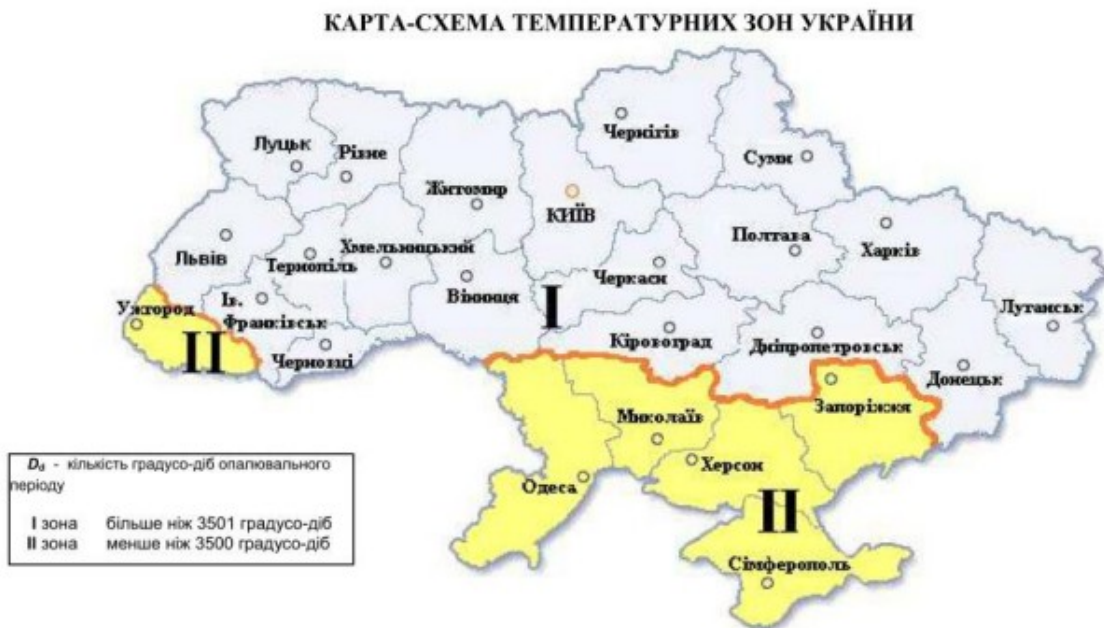 КАРТА-СХЕМА ТЕМПЕРАТУРНИХ ЗОН УКРАЇНИ
Чернігів
Луцьк
Рівне
Суми
Житомир
КИЇВ
Львів
Тернопіль
Хмельницький
Полтава
Харків
Вінниця
Черкаси
Ужгород
Ів.
Франківськ
I
Луганськ
II
Черновці
Кіровоград
Дніпропетровськ
Донецьк
Запоріжжя
Миколаїв
Херсон
Одеса
II
Сімферополь
Dd - кількість градусо-діб опалювального
періоду
I зона більше ніж 3501 градусо-діб
II зона менше ніж 3500 градусо-діб